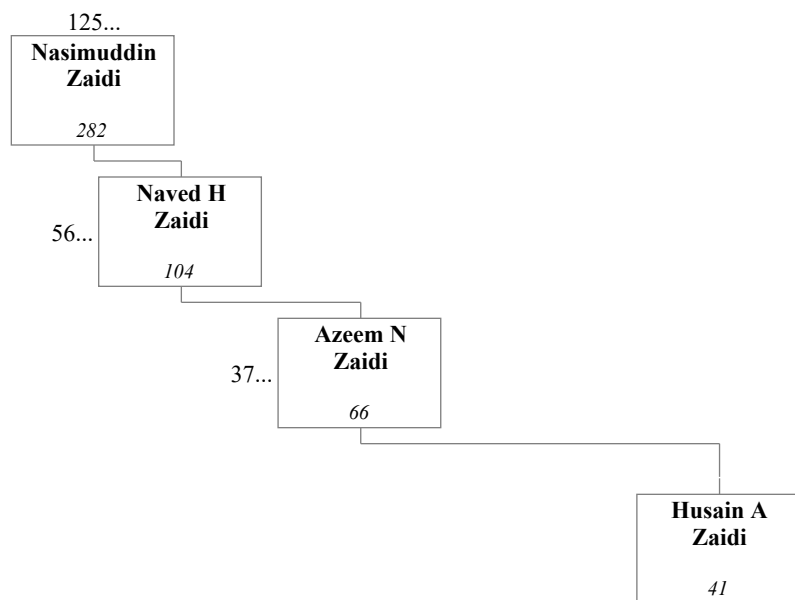 125...
Nasimuddin
Zaidi
282
Naved H
Zaidi
56...
104
Azeem N
Zaidi
37...
66
Husain A
Zaidi
41